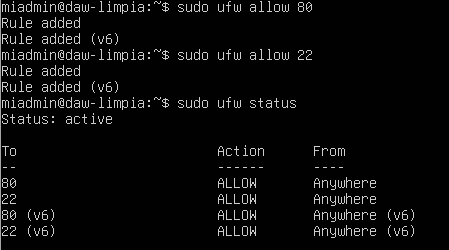 miadmin@daw-limpia:~$ sudo ufw allow 80
Rule added
Rule added (v6)
miadmin@daw-limpia:~$ sudo ufw allow 22
Rule added
Rule added (v6)
miadmin@daw-limpia:~$ sudo ufw status
Status: active

To                         Action      From
--                         ------      ----
80                         ALLOW       Anywhere
22                         ALLOW       Anywhere
80 (v6)                    ALLOW       Anywhere (v6)
22 (v6)                    ALLOW       Anywhere (v6)